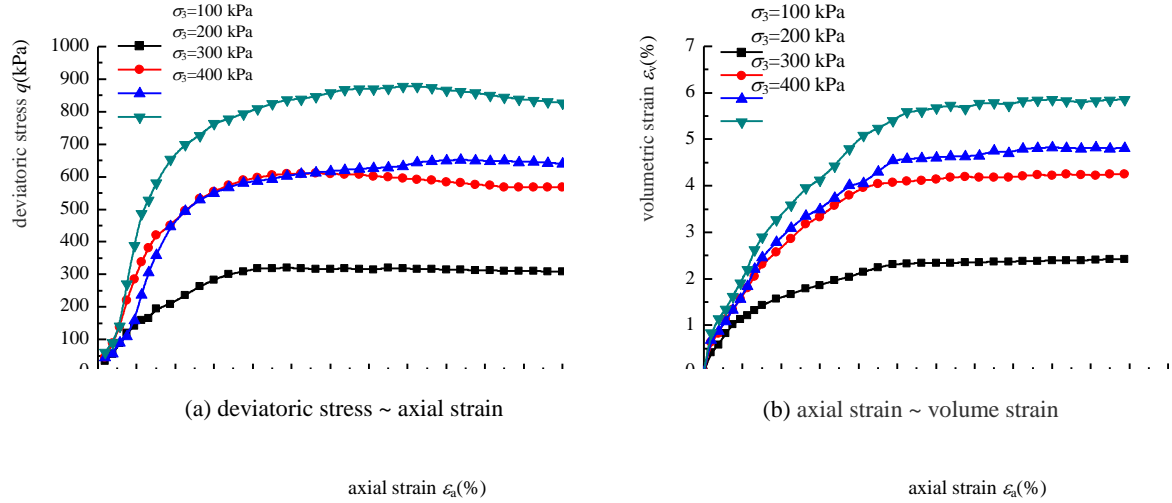 σ₃=100 kPa
σ₃=200 kPa
σ₃=300 kPa
σ₃=400 kPa
deviatoric stress q(kPa)
1000
900
800
700
600
500
400
300
200
100
0
(a) deviatoric stress ~ axial strain
axial strain εₐ(%)
σ₃=100 kPa
σ₃=200 kPa
σ₃=300 kPa
σ₃=400 kPa
volumetric strain εᵥ(%)
7
6
5
4
3
2
1
0
(b) axial strain ~ volume strain
axial strain εₐ(%)